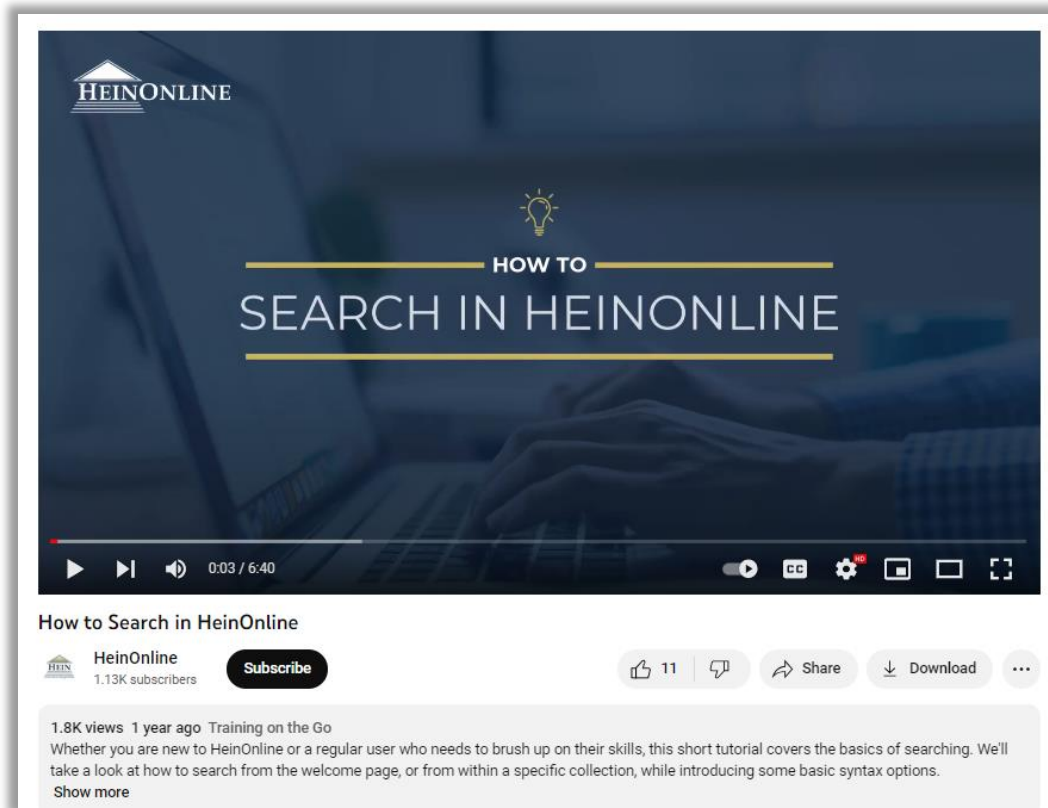 HEINONLINE
HOW TO
SEARCH IN HEINONLINE
0:03 / 6:40
CC
HD
How to Search in HeinOnline
HEIN
HeinOnline
1.13K subscribers
Subscribe
11
Share
Download
1.8K views 1 year ago Training on the Go
Whether you are new to HeinOnline or a regular user who needs to brush up on their skills, this short tutorial covers the basics of searching. We'll
take a look at how to search from the welcome page, or from within a specific collection, while introducing some basic syntax options.
Show more